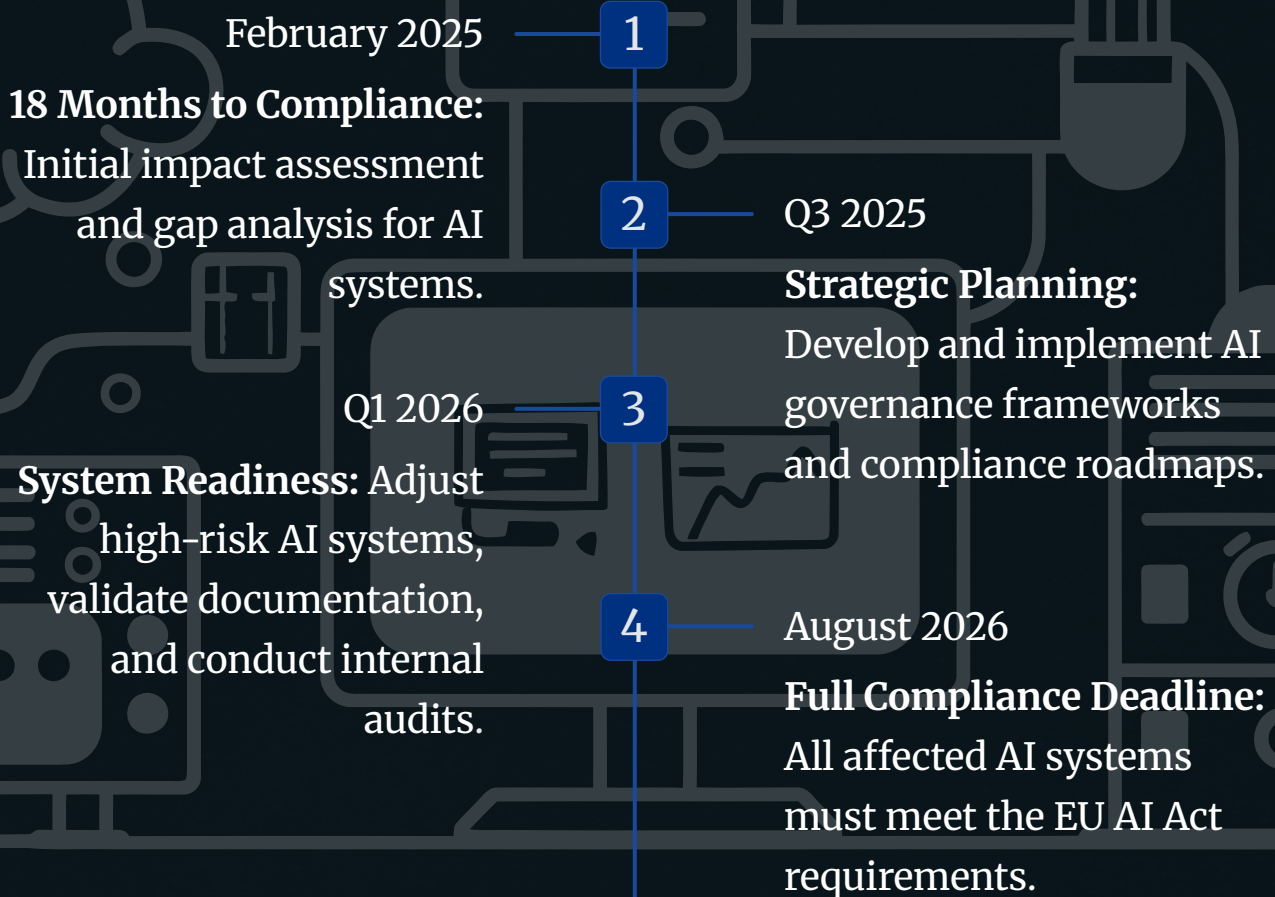 1
February 2025
18 Months to Compliance:
Initial impact assessment
and gap analysis for AI
systems.
2
Q3 2025
Strategic Planning:
Develop and implement AI
governance frameworks
and compliance roadmaps.
3
Q1 2026
System Readiness: Adjust
high-risk AI systems,
validate documentation,
and conduct internal
audits.
4
August 2026
Full Compliance Deadline:
All affected AI systems
must meet the EU AI Act
requirements.